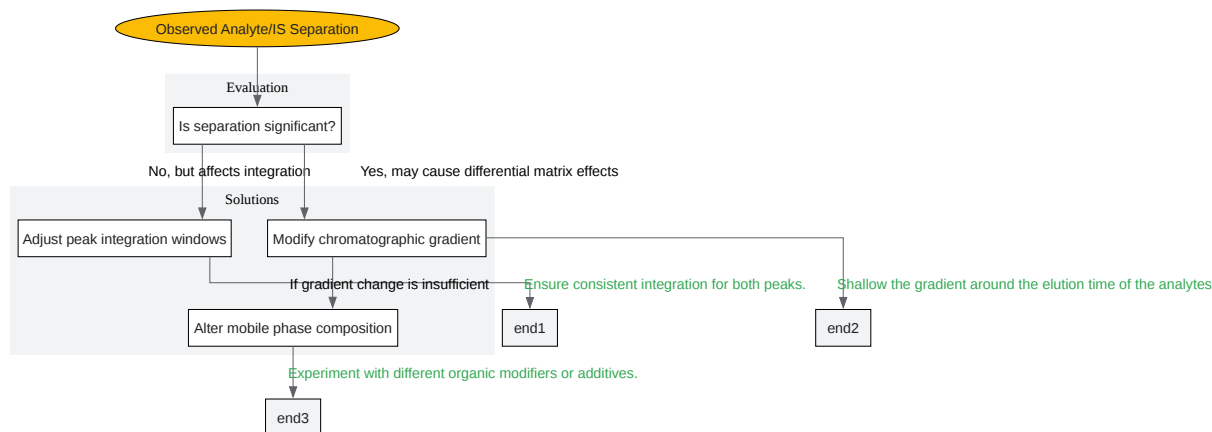 Observed Analyte/IS Separation
Evaluation
Is separation significant?
No, but affects integration
Yes, may cause differential matrix effects
Solutions
Adjust peak integration windows
Modify chromatographic gradient
If gradient change is insufficient
Ensure consistent integration for both peaks.
Shallow the gradient around the elution time of the analytes
Alter mobile phase composition
end1
end2
Experiment with different organic modifiers or additives.
end3